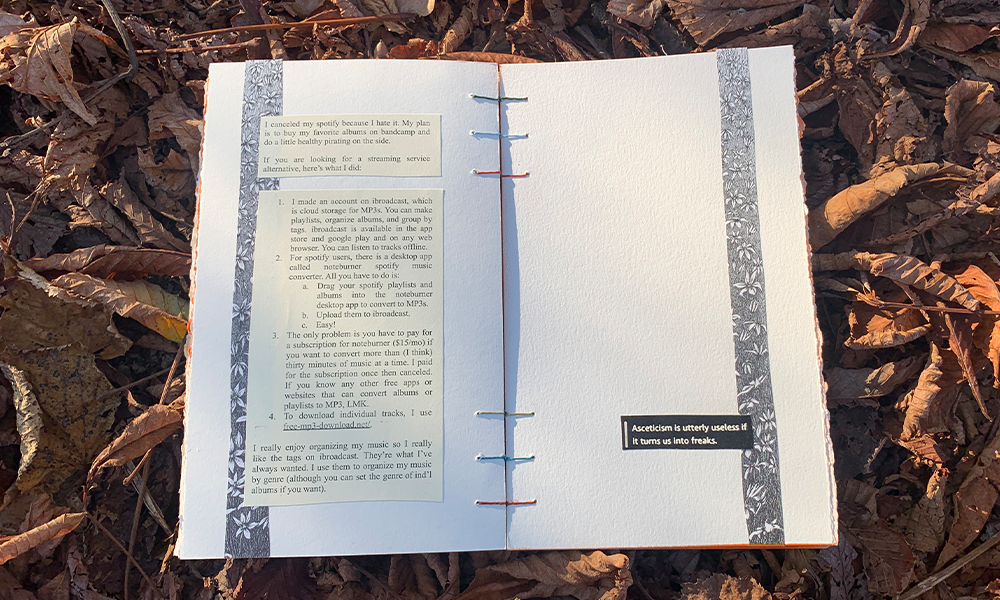 I canceled my spotify because I hate it. My plan
is to buy my favorite albums on bandcamp and
do a little healthy pirating on the side.
If you are looking for a streaming service
alternative, here's what I did:
1. I made an account on ibroadcast, which
is cloud storage for MP3s. You can make
playlists, organize albums, and group by
tags. ibroadcast is available in the app
store and google play and on any web
browser. You can listen to tracks offline.
2. For spotify users, there is a desktop app
called noteburner spotify music
converter. All you have to do is:
a. Drag your spotify playlists and
albums into the noteburner
desktop app to convert to MP3s.
b. Upload them to ibroadcast.
c. Easy!
3. The only problem is you have to pay for
a subscription for noteburner ($15/mo) if
you want to convert more than (I think)
thirty minutes of music at a time. I paid
for the subscription once then canceled.
If you know any other free apps or
websites that can convert albums or
playlists to MP3, LMK.
4. To download individual tracks, I use
free-mp3-download.net/.
I really enjoy organizing my music so I really
like the tags on ibroadcast. They're what I've
always wanted. I use them to organize my music
by genre (although you can set the genre of ind'l
albums if you want).
Asceticism is utterly useless if
it turns us into freaks.